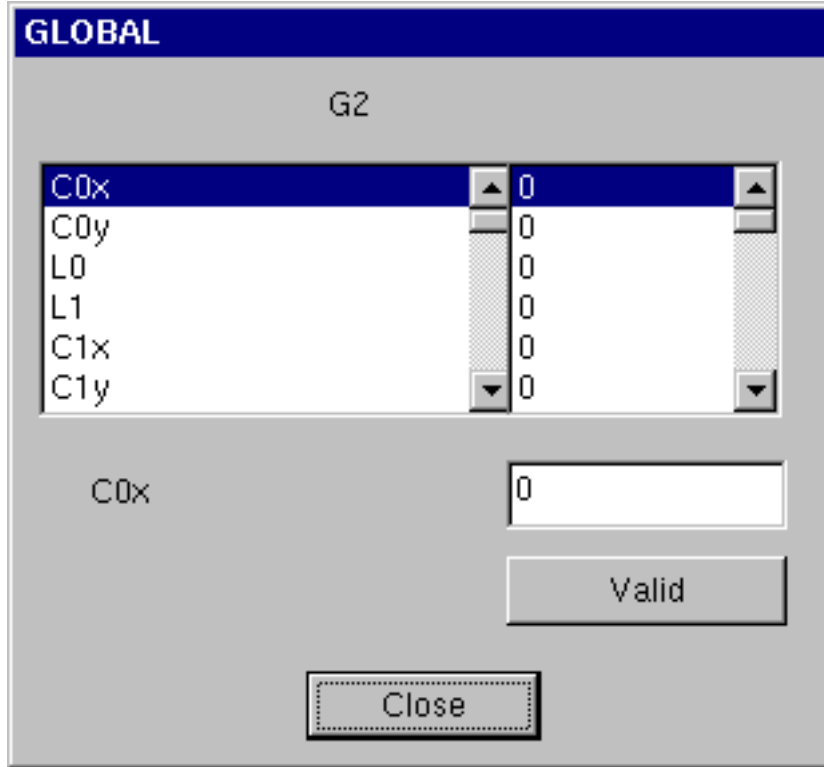 GLOBAL
G2
C0x 0
C0y 0
L0 0
L1 0
C1x 0
C1y 0
C0x 0
Valid
Close